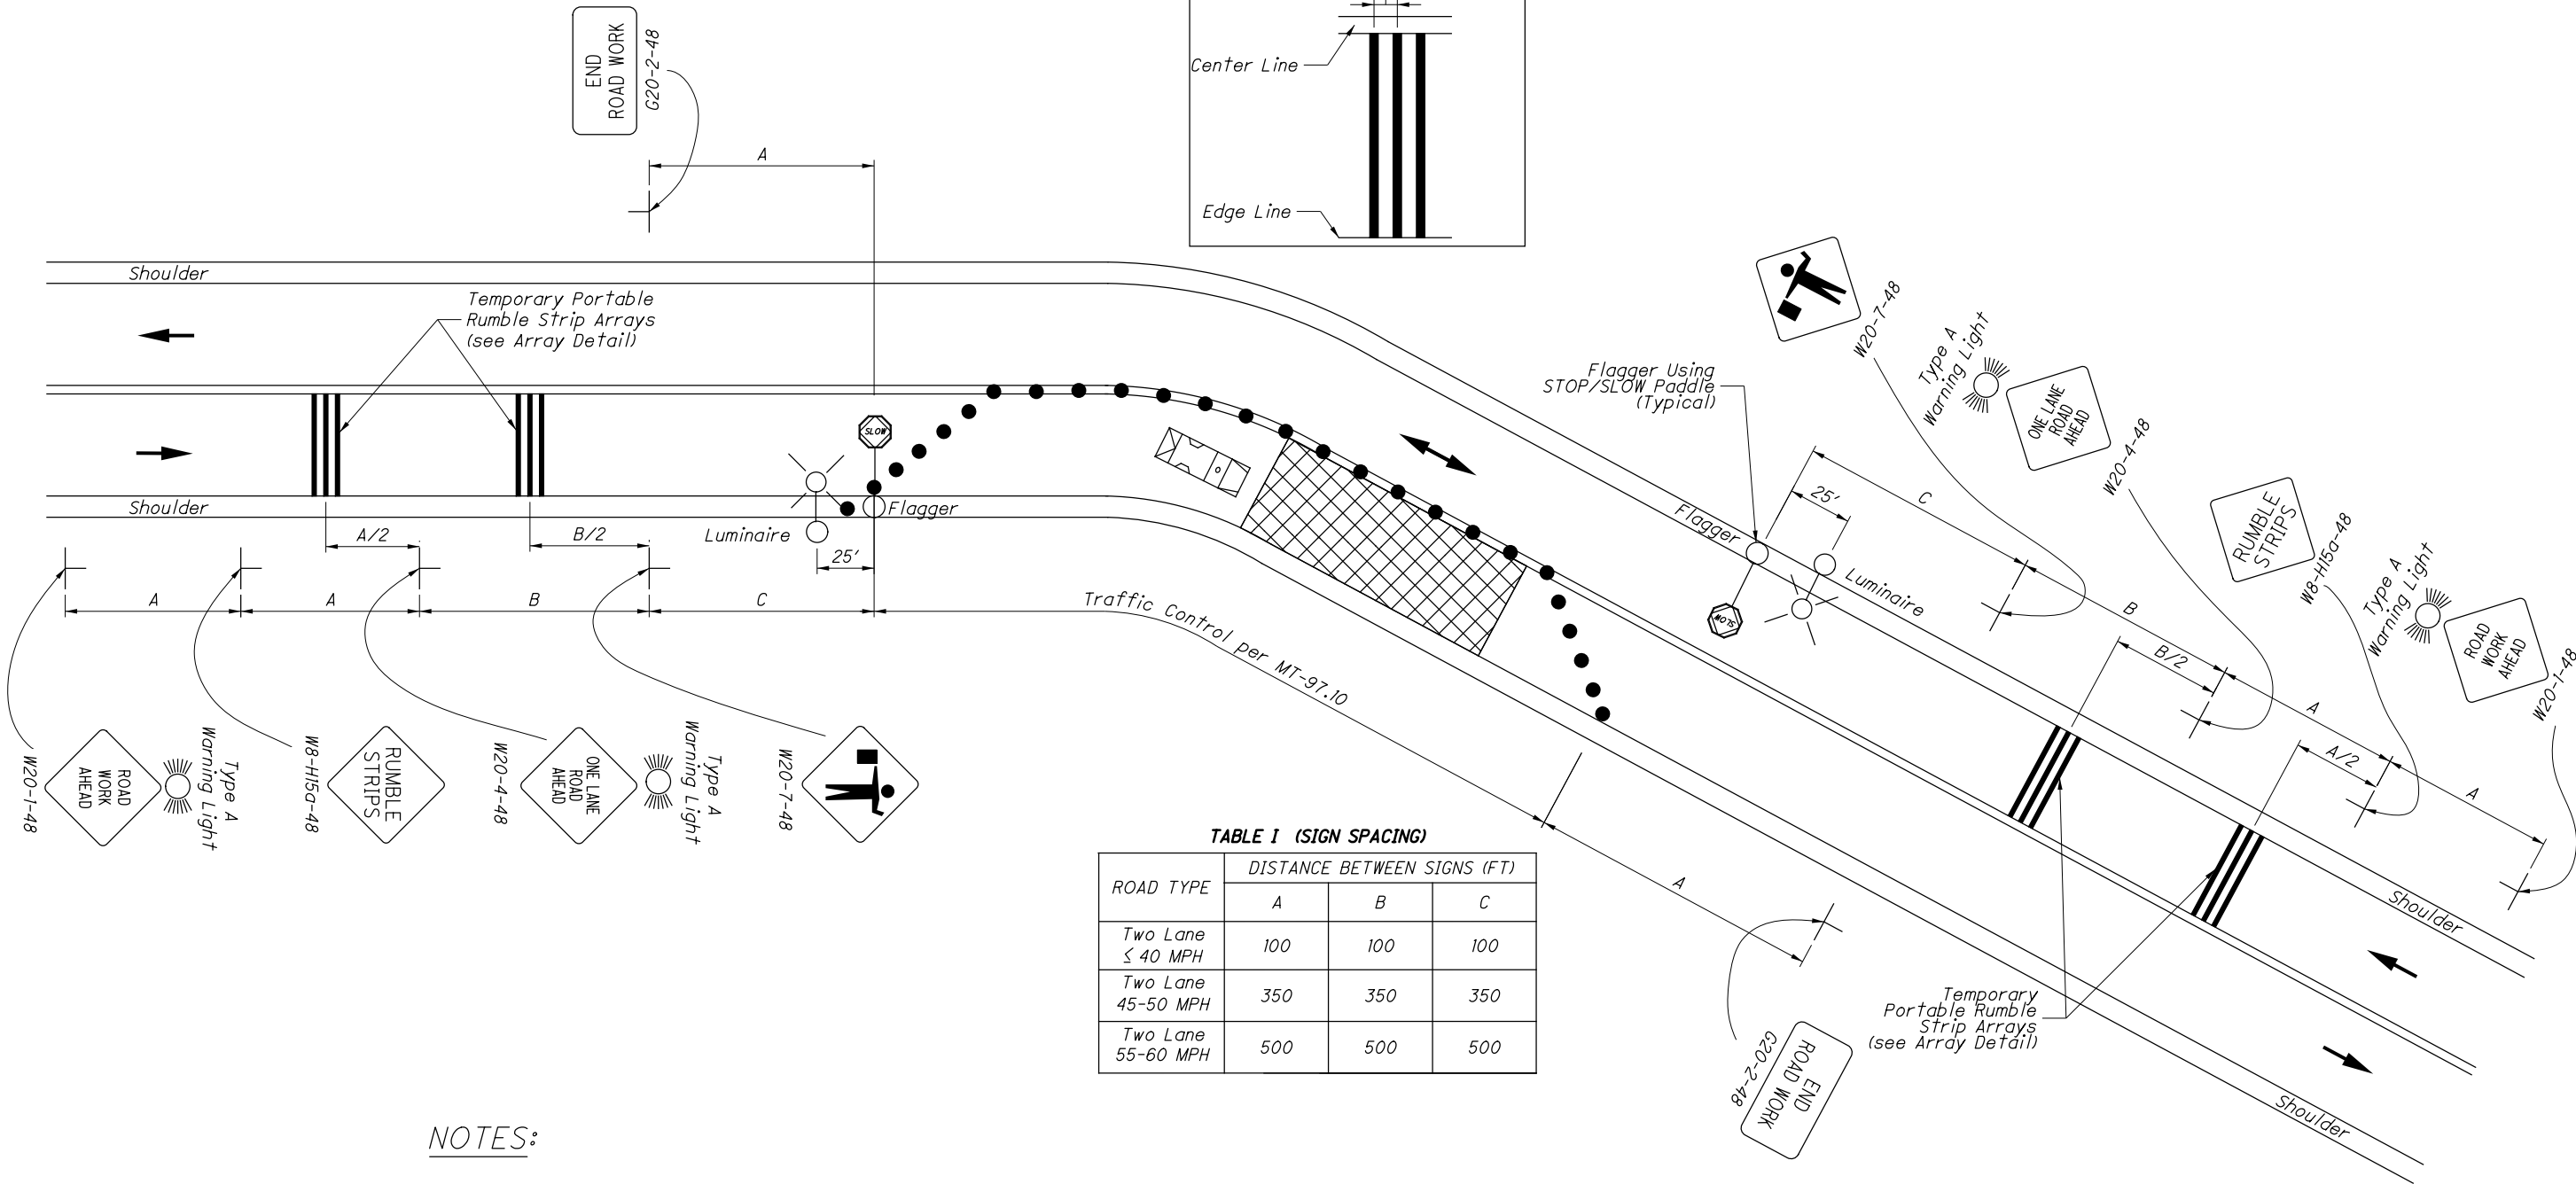 END
ROAD WORK
G20-2-48
A
Center Line
Edge Line
Shoulder
Temporary Portable
Rumble Strip Arrays
(see Array Detail)
SLOW
Shoulder
Flagger
Luminaire
A/2
B/2
25'
A
A
B
C
Traffic Control per MT-97.10
W20-1-48
ROAD
WORK
AHEAD
Type A
Warning Light
W8-H15a-48
RUMBLE
STRIPS
W20-4-48
ONE LANE
ROAD
AHEAD
Type A
Warning Light
W20-7-48
Flagger Using
STOP/SLOW Paddle
(Typical)
W20-7-48
Type A
Warning Light
ONE LANE
ROAD
AHEAD
W20-4-48
RUMBLE
STRIPS
W8-H15a-48
Type A
Warning Light
ROAD
WORK
AHEAD
W20-1-48
C
25'
Flagger
Luminaire
SLOW
B
B/2
A
A/2
A
Shoulder
A
Temporary
Portable Rumble
Strip Arrays
(see Array Detail)
G20-2-48
END
ROAD WORK
Shoulder
TABLE I (SIGN SPACING)
ROAD TYPE DISTANCE BETWEEN SIGNS (FT)
A B C
Two Lane
≤ 40 MPH 100 100 100
Two Lane
45-50 MPH 350 350 350
Two Lane
55-60 MPH 500 500 500
NOTES: